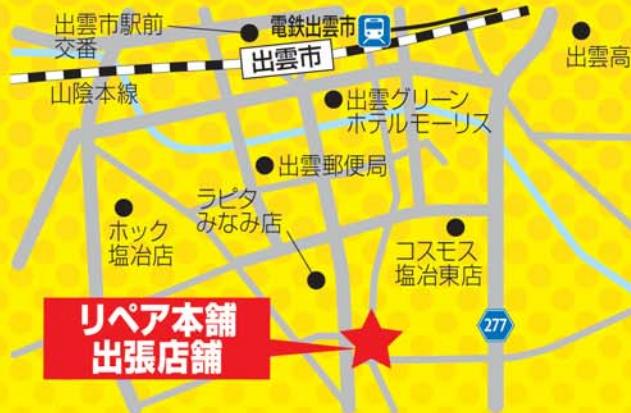 出雲市駅前
交番
電鉄出雲市
出雲市
出雲高
山陰本線
出雲グリーン
ホテルモーリス
出雲郵便局
ラピタ
みなみ店
ホック
塩冶店
コスモス
塩冶東店
リペア本舗
出張店舗
277